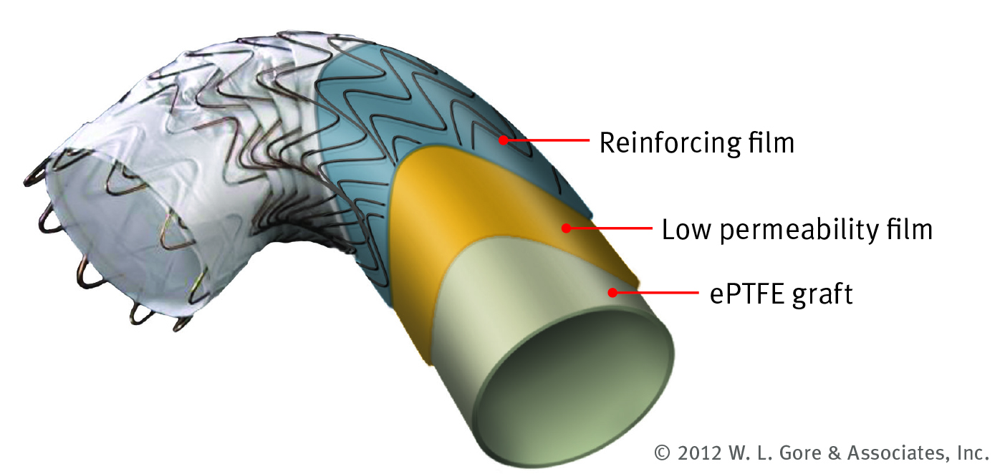 Reinforcing film
Low permeability film
ePTFE graft
© 2012 W. L. Gore & Associates, Inc.